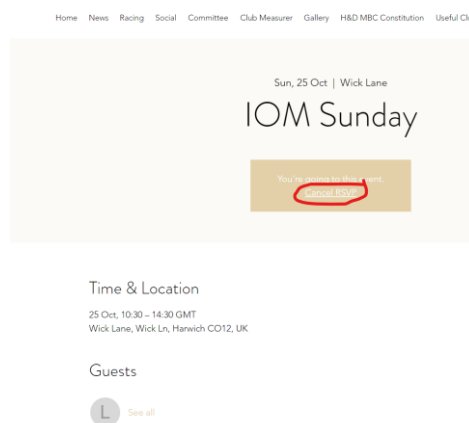 Home News Racing Social Committee Club Measurer Gallery H&D MBC Constitution Useful Cl
Sun, 25 Oct | Wick Lane
IOM Sunday
You're going to this event.
Cancel RSVP
Time & Location
25 Oct, 10:30 – 14:30 GMT
Wick Lane, Wick Ln, Harwich CO12, UK
Guests
L See all